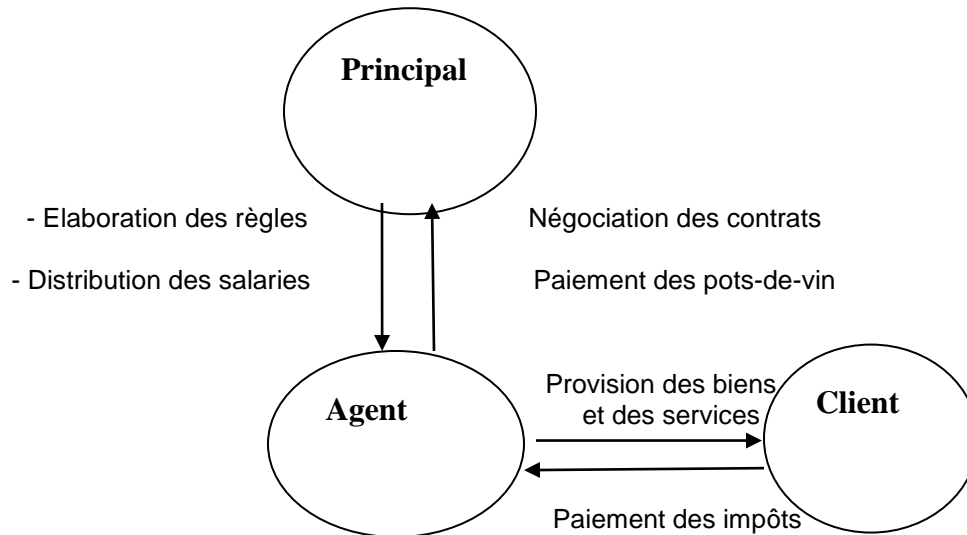 Principal
- Elaboration des règles
Négociation des contrats
- Distribution des salaries
Paiement des pots-de-vin
Agent
Provision des biens
et des services
Client
Paiement des impôts